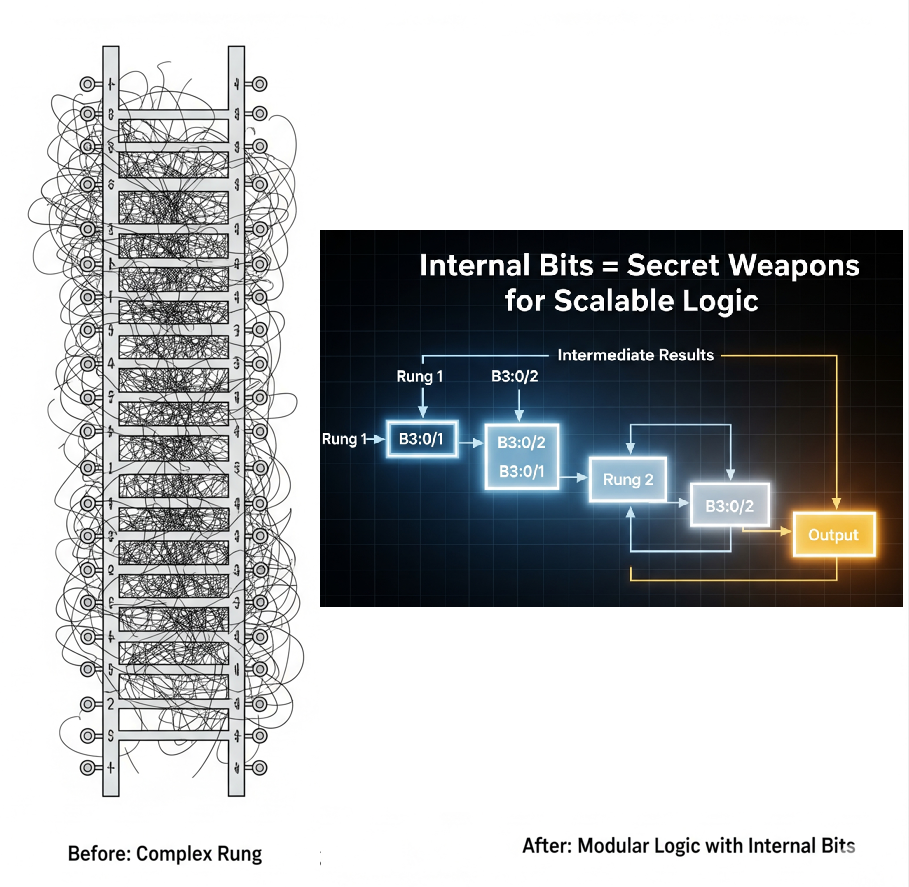 Internal Bits = Secret Weapons
for Scalable Logic
Intermediate Results
Rung 1
B3:0/2
Rung 1
B3:0/1
B3:0/2
B3:0/1
Rung 2
B3:0/2
Output
Before: Complex Rung
After: Modular Logic with Internal Bits